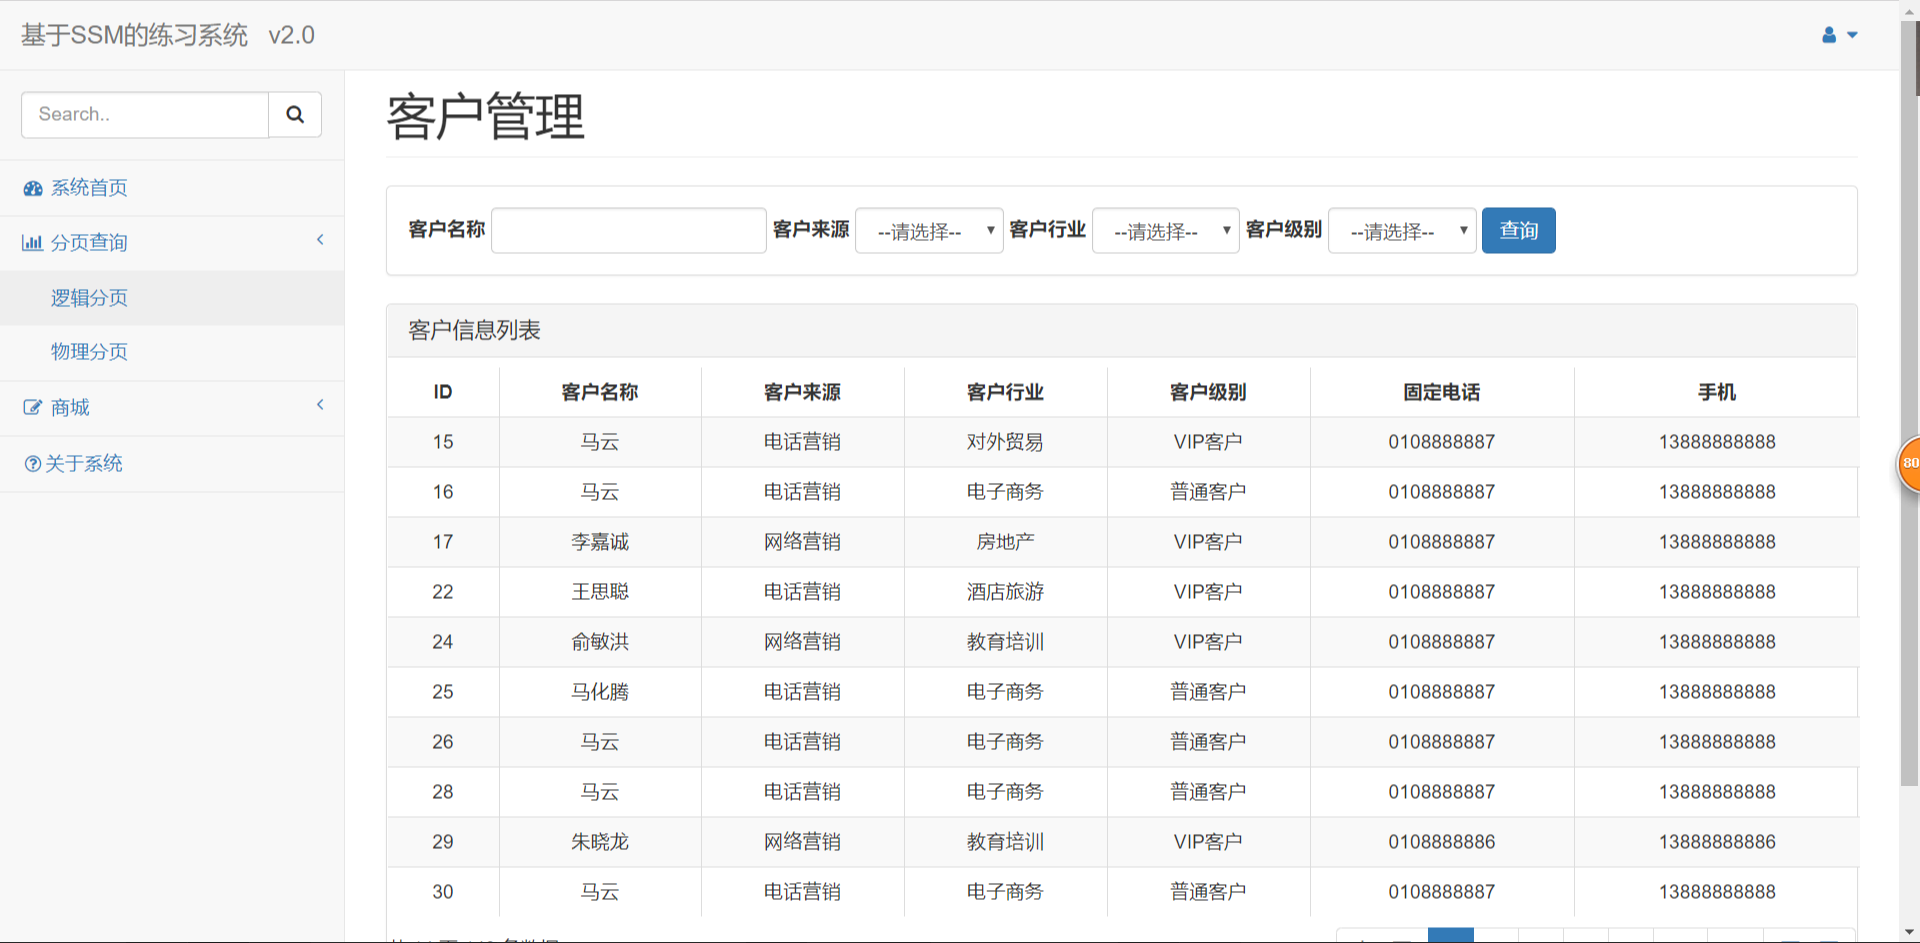 基于SSM的练习系统 v2.0
Search..
系统首页
分页查询
逻辑分页
物理分页
商城
关于系统
客户管理
客户名称 客户来源 --请选择-- 客户行业 --请选择-- 客户级别 --请选择-- 查询
客户信息列表
ID 客户名称 客户来源 客户行业 客户级别 固定电话 手机
15 马云 电话营销 对外贸易 VIP客户 0108888887 13888888888
16 马云 电话营销 电子商务 普通客户 0108888887 13888888888
17 李嘉诚 网络营销 房地产 VIP客户 0108888887 13888888888
22 王思聪 电话营销 酒店旅游 VIP客户 0108888887 13888888888
24 俞敏洪 网络营销 教育培训 VIP客户 0108888887 13888888888
25 马化腾 电话营销 电子商务 普通客户 0108888887 13888888888
26 马云 电话营销 电子商务 普通客户 0108888887 13888888888
28 马云 电话营销 电子商务 普通客户 0108888887 13888888888
29 朱晓龙 网络营销 教育培训 VIP客户 0108888886 13888888886
30 马云 电话营销 电子商务 普通客户 0108888887 13888888888
80